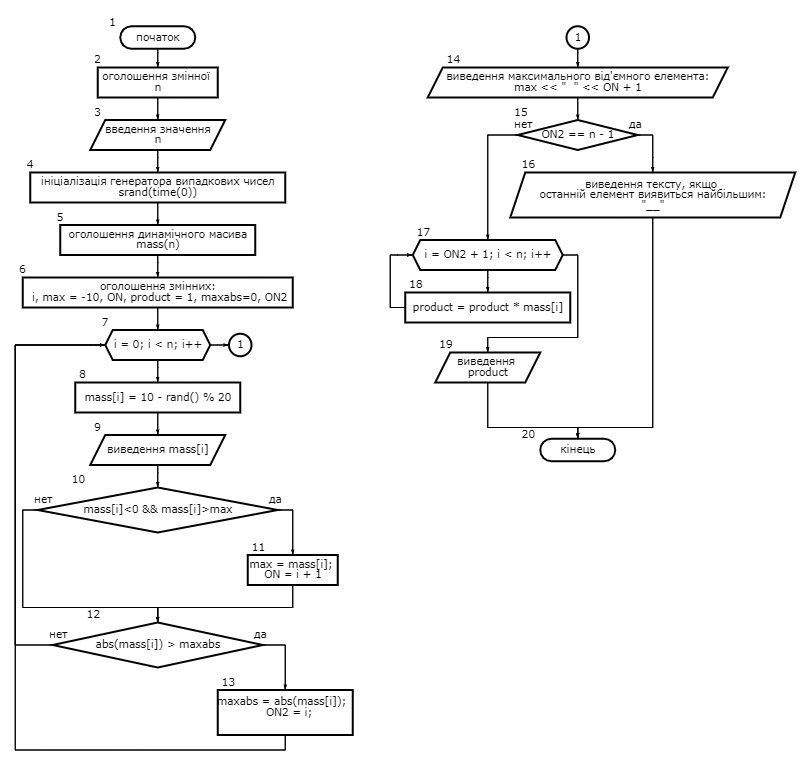 1
початок
2
оголошення змінної
n
3
введення значення
n
4
ініціалізація генератора випадкових чисел
srand(time(0))
5
оголошення динамічного масива
mass(n)
6
оголошення змінних:
i, max = -10, ON, product = 1, maxabs=0, ON2
7
i = 0; i < n; i++
1
8
mass[i] = 10 - rand() % 20
9
виведення mass[i]
10
нет
да
mass[i]<0 && mass[i]>max
11
max = mass[i];
ON = i + 1
12
нет
да
abs(mass[i]) > maxabs
13
maxabs = abs(mass[i]);
ON2 = i;
1
14
виведення максимального від'ємного елемента:
max << "  " << ON + 1
15
нет
да
ON2 == n - 1
16
виведення тексту, якщо
останній елемент виявиться найбільшим:
"__"
17
i = ON2 + 1; i < n; i++
18
product = product * mass[i]
19
виведення
product
20
кінець